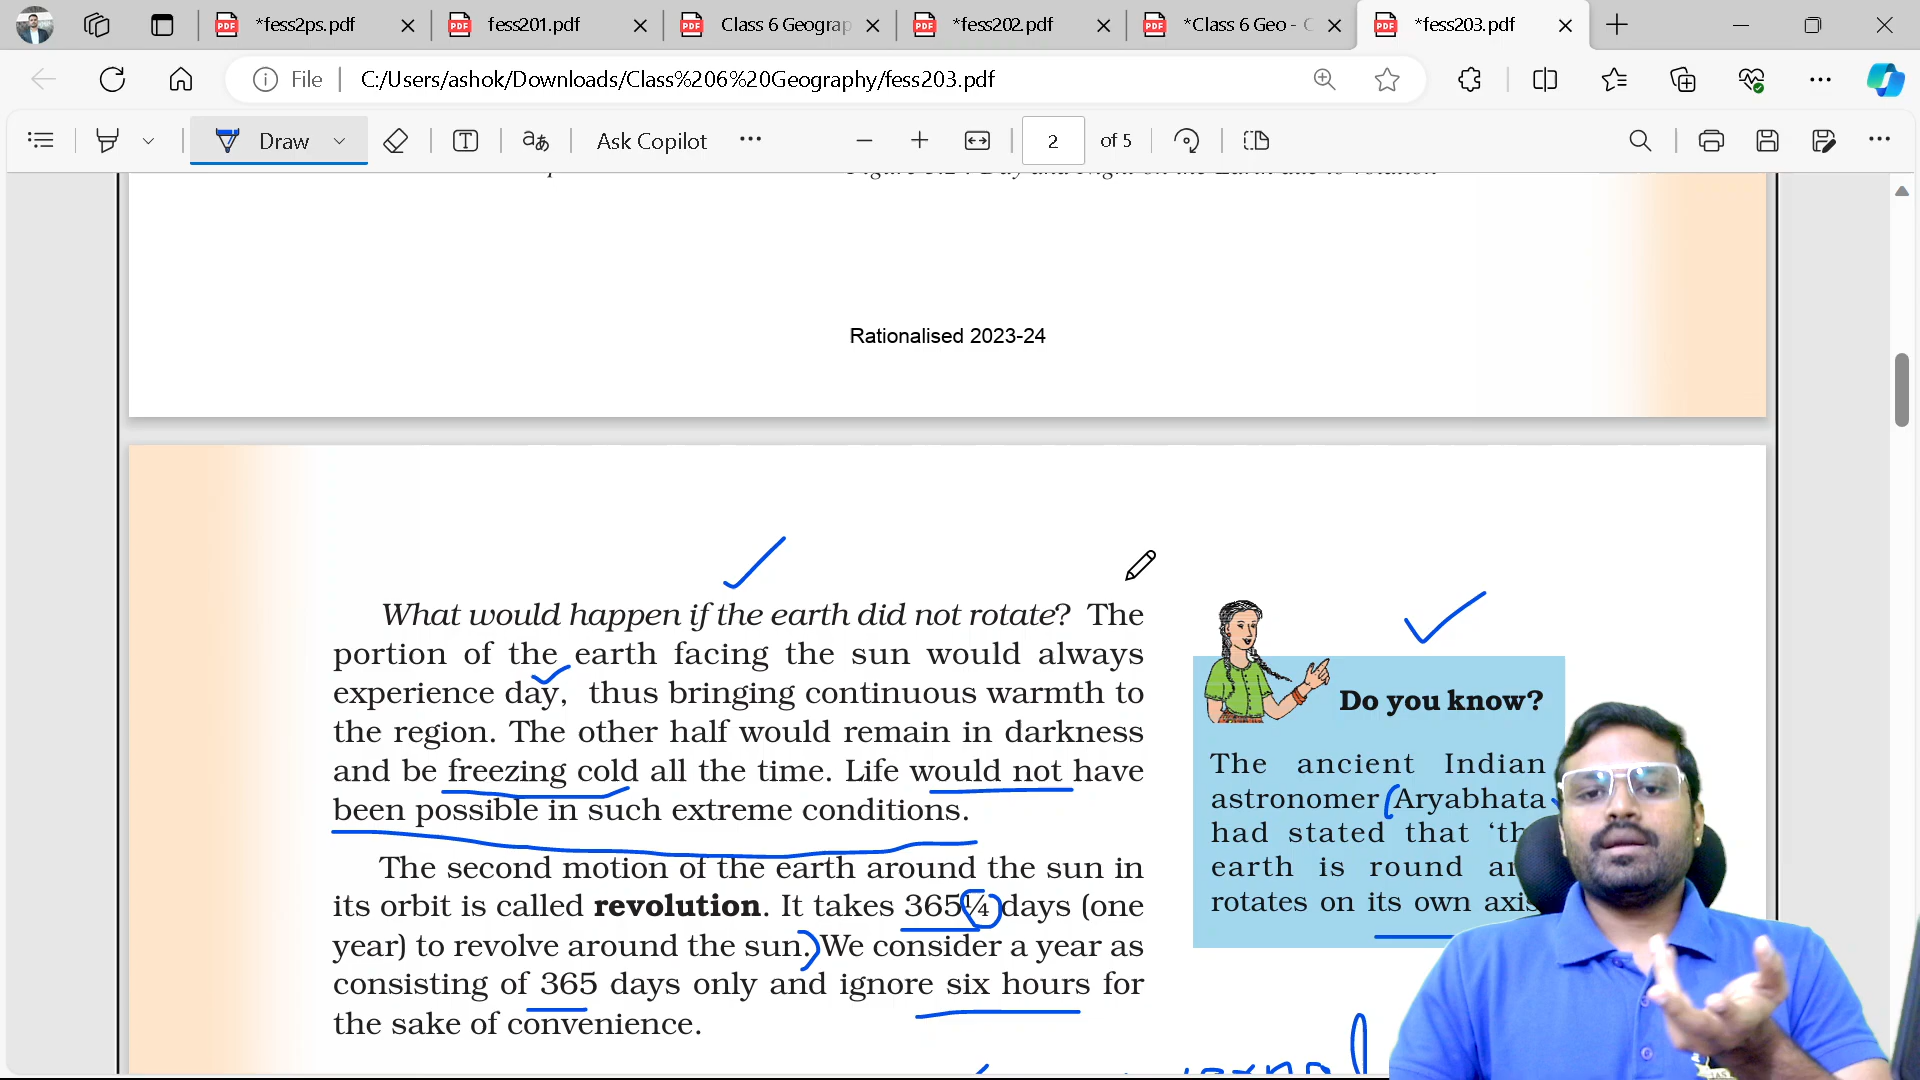 *fess2ps.pdf
fess201.pdf
Class 6 Geograp
*fess202.pdf
*Class 6 Geo -
*fess203.pdf
File
C:/Users/ashok/Downloads/Class%206%20Geography/fess203.pdf
Draw
aあ
Ask Copilot
2
of 5
Rationalised 2023-24
What would happen if the earth did not rotate? The
portion of the earth facing the sun would always
experience day, thus bringing continuous warmth to
the region. The other half would remain in darkness
and be freezing cold all the time. Life would not have
been possible in such extreme conditions.
The second motion of the earth around the sun in
its orbit is called revolution. It takes 365¼ days (one
year) to revolve around the sun. We consider a year as
consisting of 365 days only and ignore six hours for
the sake of convenience.
Do you know?
The ancient Indian
astronomer Aryabhata
had stated that ‘th
earth is round an
rotates on its own axis